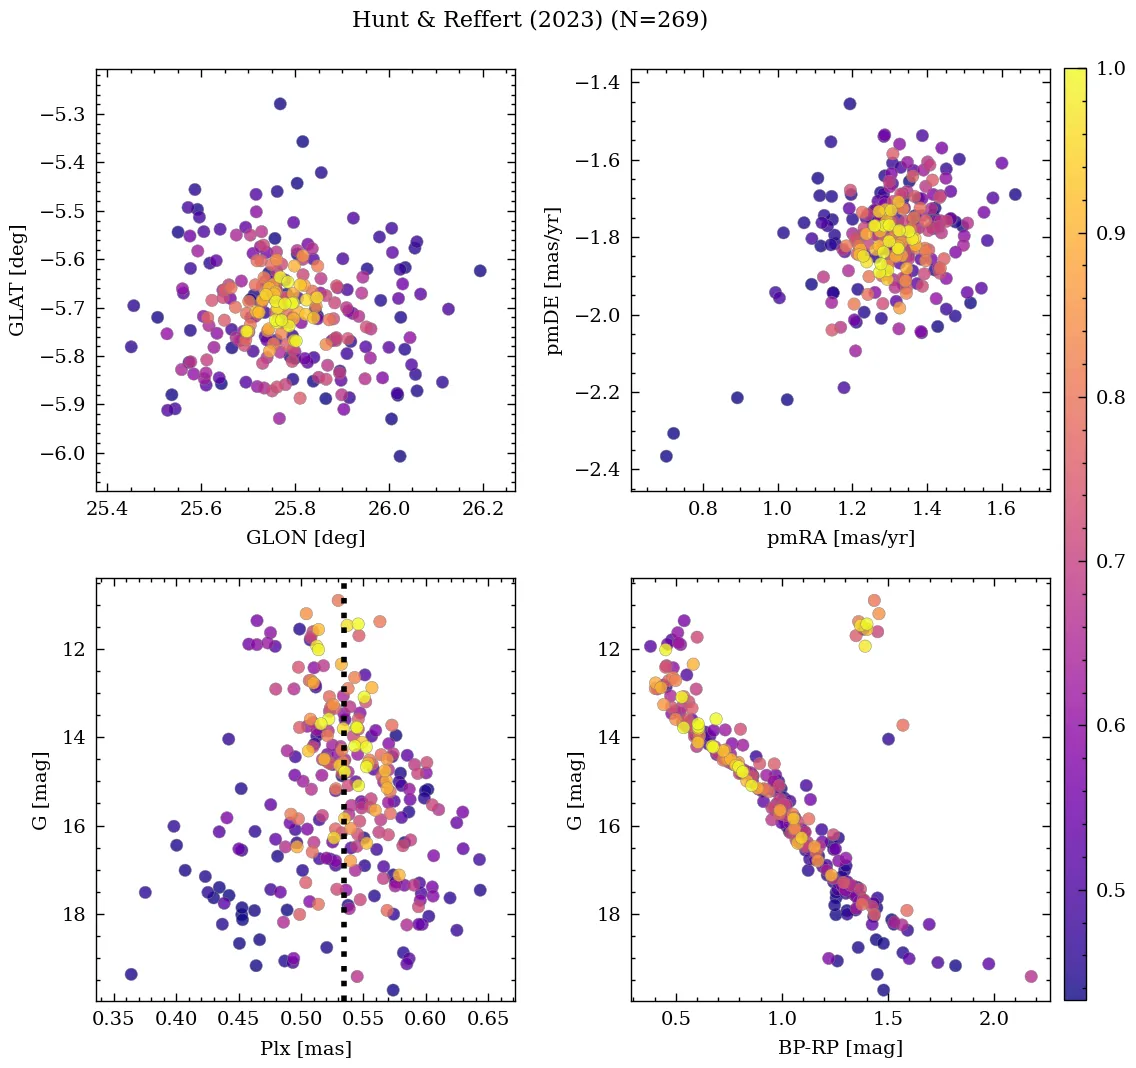 Hunt & Reffert (2023) (N=269)
−5.3
−5.4
−5.5
−5.6
−5.7
−5.8
−5.9
−6.0
GLAT [deg]
25.4 25.6 25.8 26.0 26.2
GLON [deg]
−1.4
−1.6
−1.8
−2.0
−2.2
−2.4
pmDE [mas/yr]
0.8 1.0 1.2 1.4 1.6
pmRA [mas/yr]
1.0
0.9
0.8
0.7
0.6
0.5
12
14
16
18
G [mag]
0.35 0.40 0.45 0.50 0.55 0.60 0.65
Plx [mas]
12
14
16
18
G [mag]
0.5 1.0 1.5 2.0
BP-RP [mag]